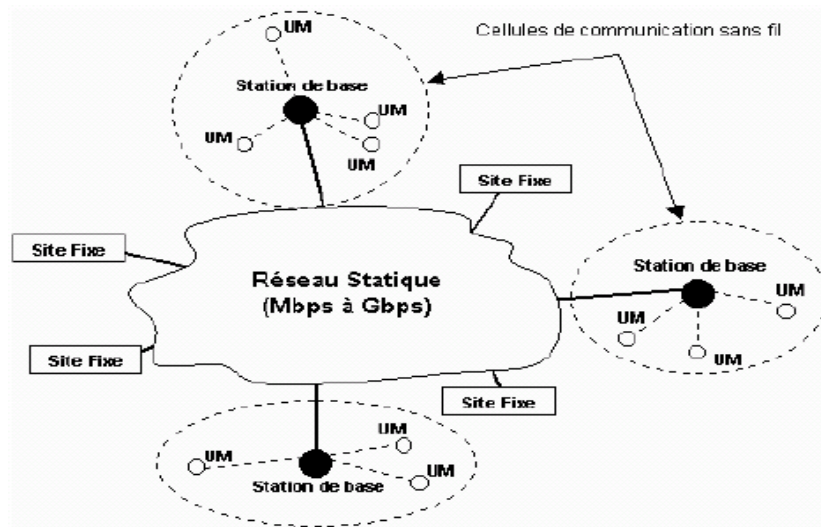 UM
Cellules de communication sans fil
Station de base
UM
UM
UM
Site Fixe
Site Fixe
Station de base
Réseau Statique
(Mbps à Gbps)
UM
UM
UM
Site Fixe
Site Fixe
UM
UM
UM
Station de base